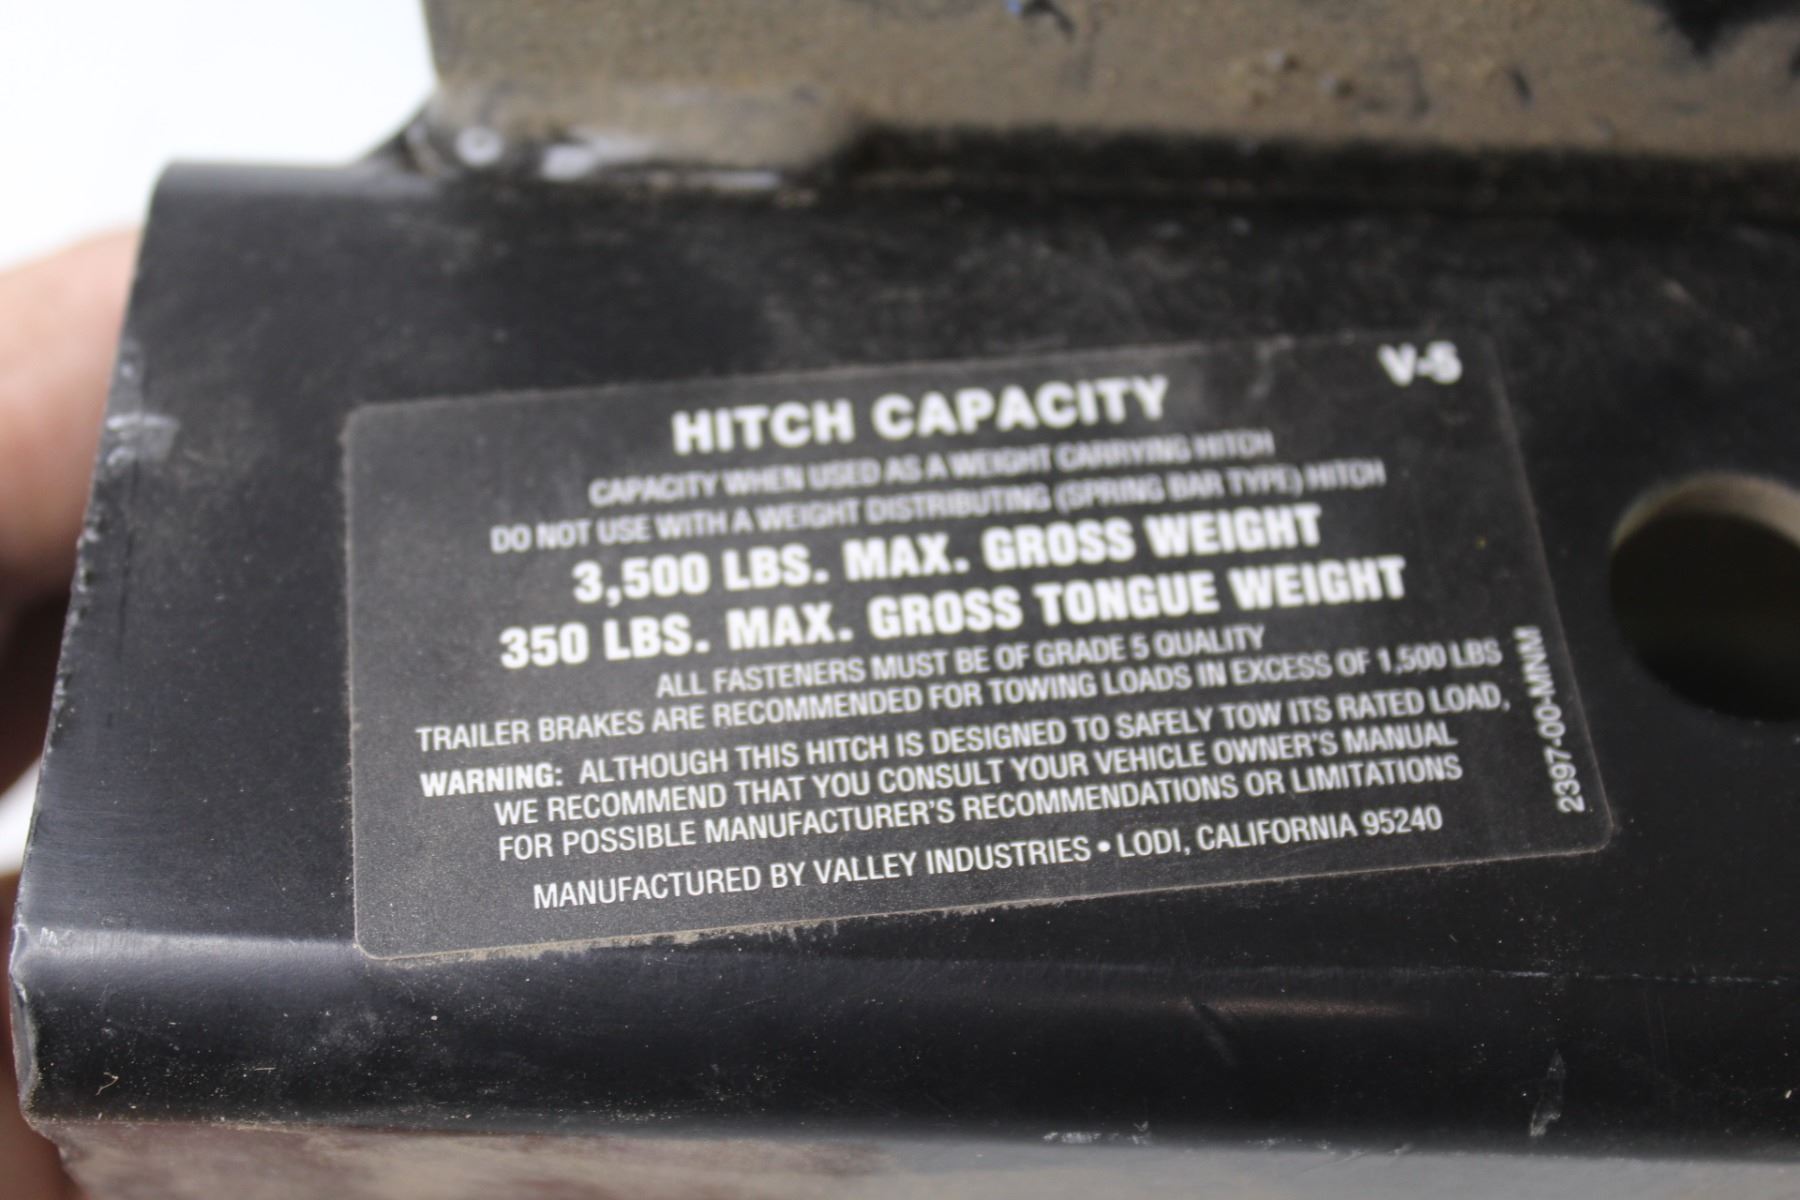 V-5
HITCH CAPACITY
CAPACITY WHEN USED AS A WEIGHT CARRYING HITCH
DO NOT USE WITH A WEIGHT DISTRIBUTING (SPRING BAR TYPE) HITCH
3,500 LBS. MAX. GROSS WEIGHT
350 LBS. MAX. GROSS TONGUE WEIGHT
ALL FASTENERS MUST BE OF GRADE 5 QUALITY
TRAILER BRAKES ARE RECOMMENDED FOR TOWING LOADS IN EXCESS OF 1,500 LBS
WARNING: ALTHOUGH THIS HITCH IS DESIGNED TO SAFELY TOW ITS RATED LOAD,
WE RECOMMEND THAT YOU CONSULT YOUR VEHICLE OWNER'S MANUAL
FOR POSSIBLE MANUFACTURER'S RECOMMENDATIONS OR LIMITATIONS
MANUFACTURED BY VALLEY INDUSTRIES • LODI, CALIFORNIA 95240
2397-00-MNM